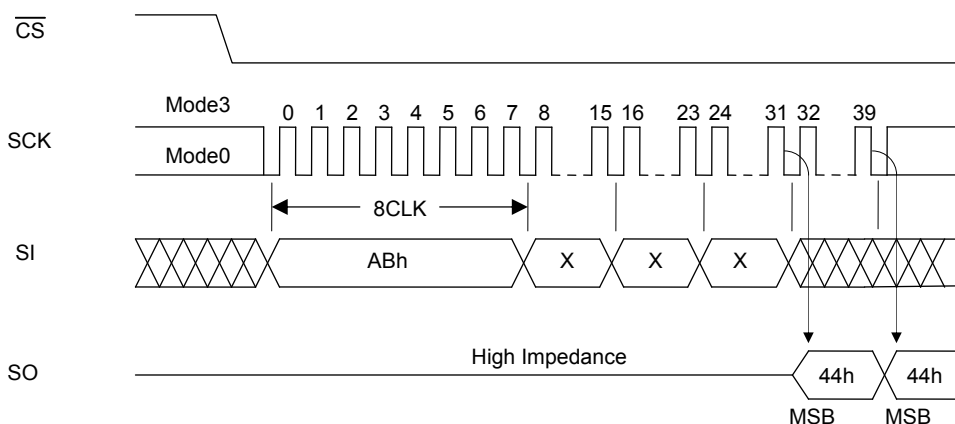 CS
Mode3
0 1 2 3 4 5 6 7 8 15 16 23 24 31 32 39
SCK
Mode0
8CLK
SI
ABh X X X
High Impedance
SO
44h 44h
MSB MSB